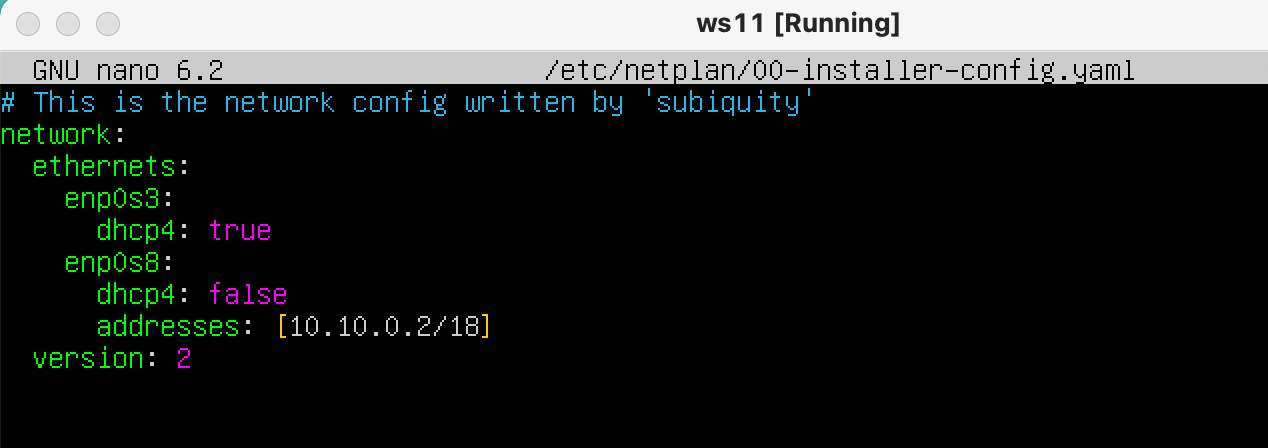 ws11 [Running]
GNU nano 6.2 /etc/netplan/00-installer-config.yaml
# This is the network config written by 'subiquity'
network:
  ethernets:
    enp0s3:
      dhcp4: true
    enp0s8:
      dhcp4: false
      addresses: [10.10.0.2/18]
  version: 2